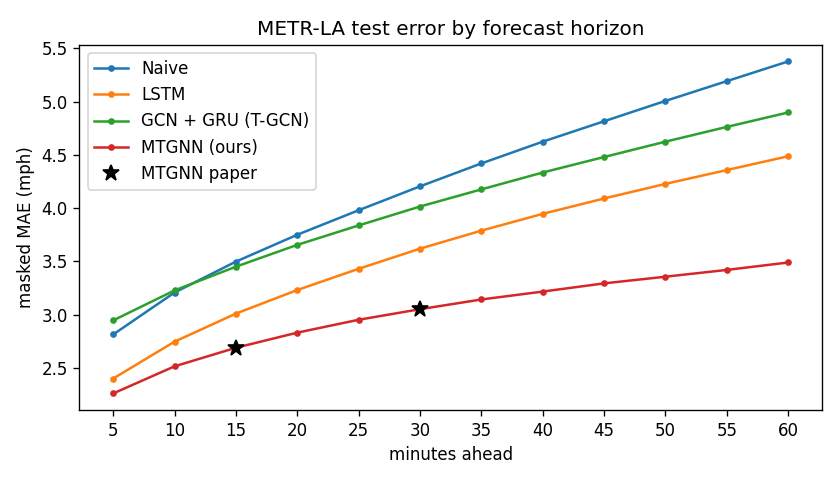 METR-LA test error by forecast horizon
Naive
LSTM
GCN + GRU (T-GCN)
MTGNN (ours)
MTGNN paper
masked MAE (mph)
5.5
5.0
4.5
4.0
3.5
3.0
2.5
5 10 15 20 25 30 35 40 45 50 55 60
minutes ahead